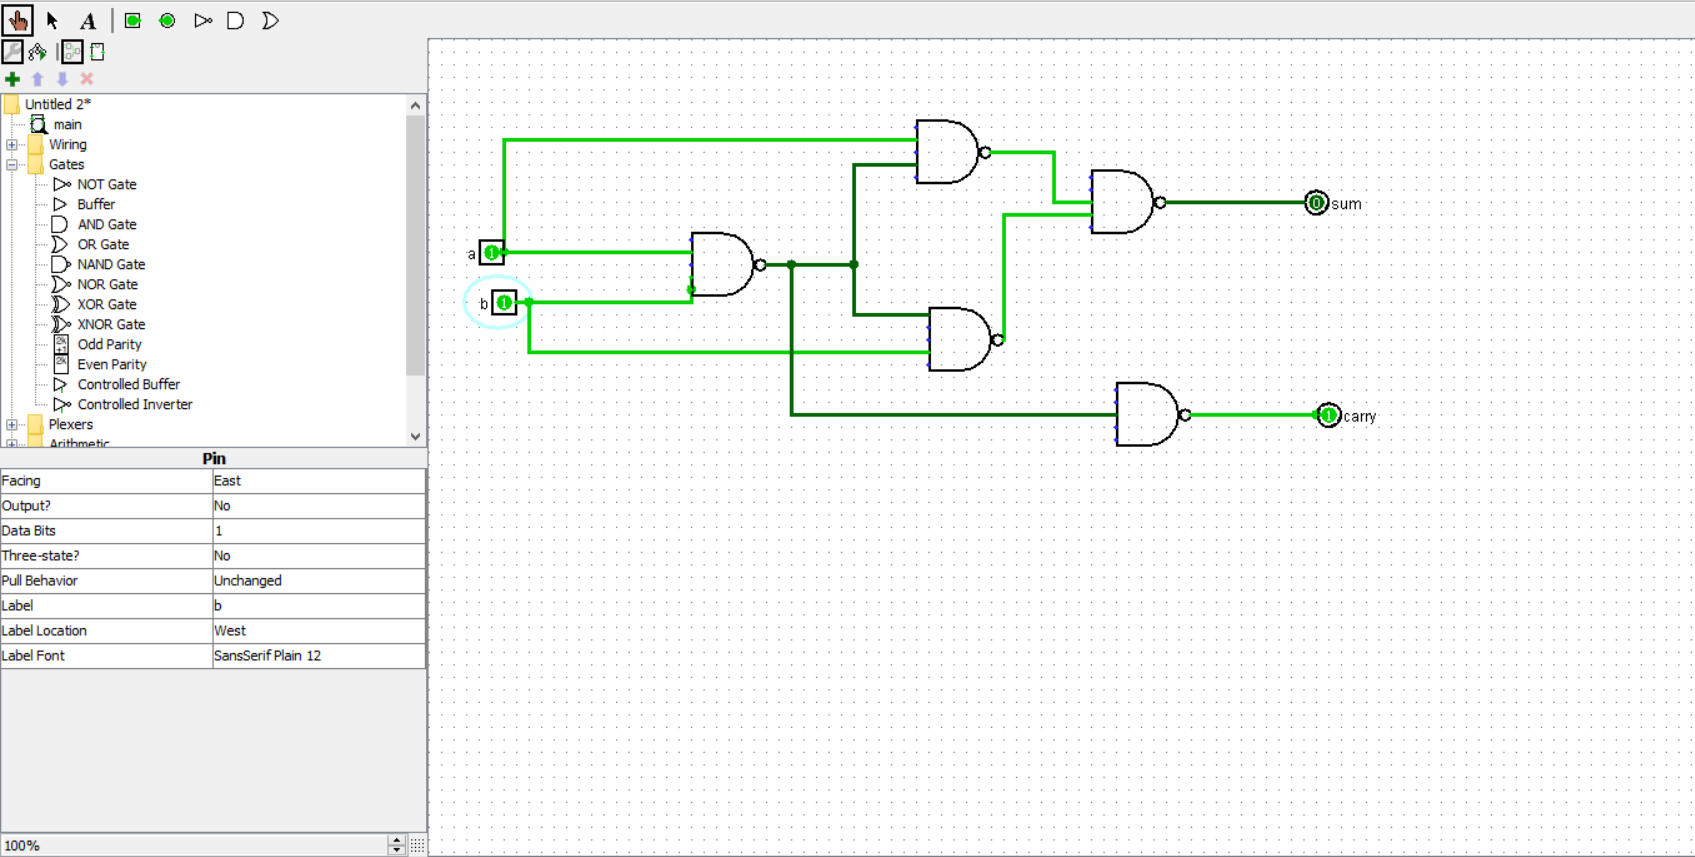 A
Untitled 2*
main
Wiring
Gates
NOT Gate
Buffer
AND Gate
OR Gate
NAND Gate
NOR Gate
XOR Gate
XNOR Gate
Odd Parity
Even Parity
Controlled Buffer
Controlled Inverter
Plexers
Arithmetic
Pin
Facing East
Output? No
Data Bits 1
Three-state? No
Pull Behavior Unchanged
Label b
Label Location West
Label Font SansSerif Plain 12
100%
a 1
b 1
0 sum
1 carry